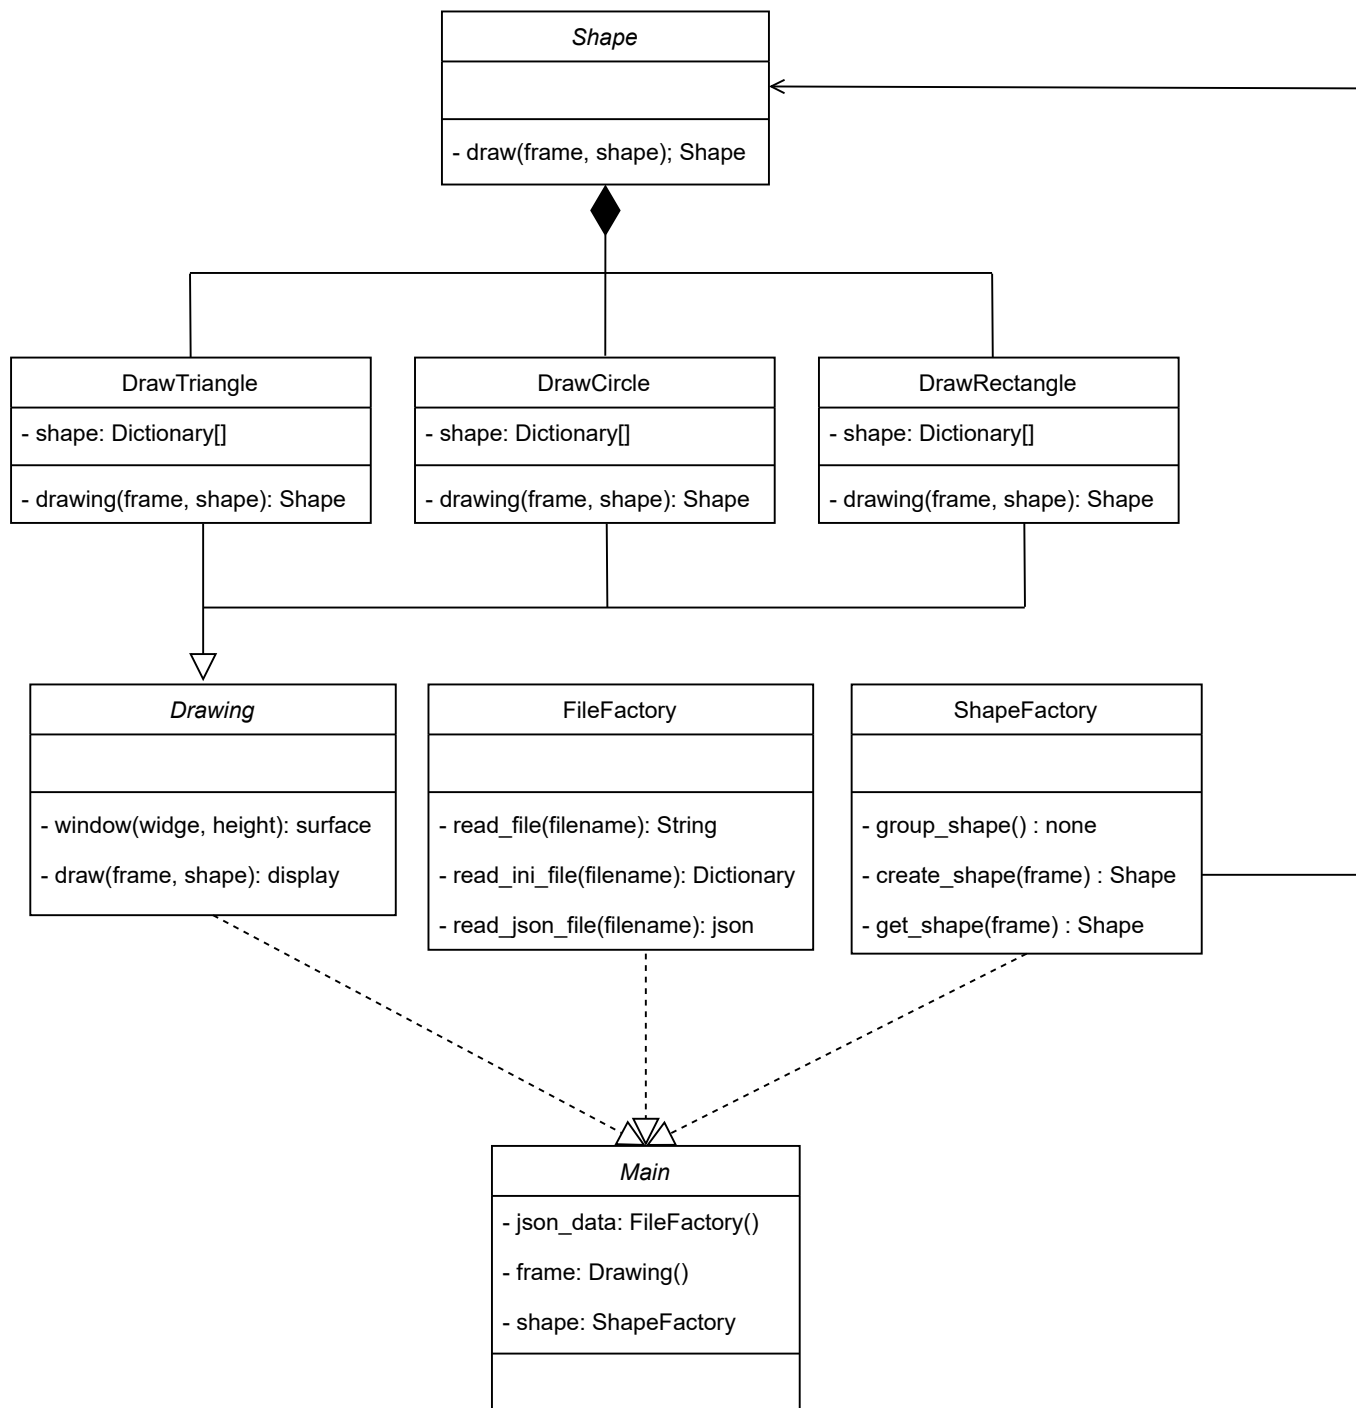 Shape
- draw(frame, shape); Shape
DrawTriangle
- shape: Dictionary[]
- drawing(frame, shape): Shape
DrawCircle
- shape: Dictionary[]
- drawing(frame, shape): Shape
DrawRectangle
- shape: Dictionary[]
- drawing(frame, shape): Shape
Drawing
- window(widge, height): surface
- draw(frame, shape): display
FileFactory
- read_file(filename): String
- read_ini_file(filename): Dictionary
- read_json_file(filename): json
ShapeFactory
- group_shape() : none
- create_shape(frame) : Shape
- get_shape(frame) : Shape
Main
- json_data: FileFactory()
- frame: Drawing()
- shape: ShapeFactory